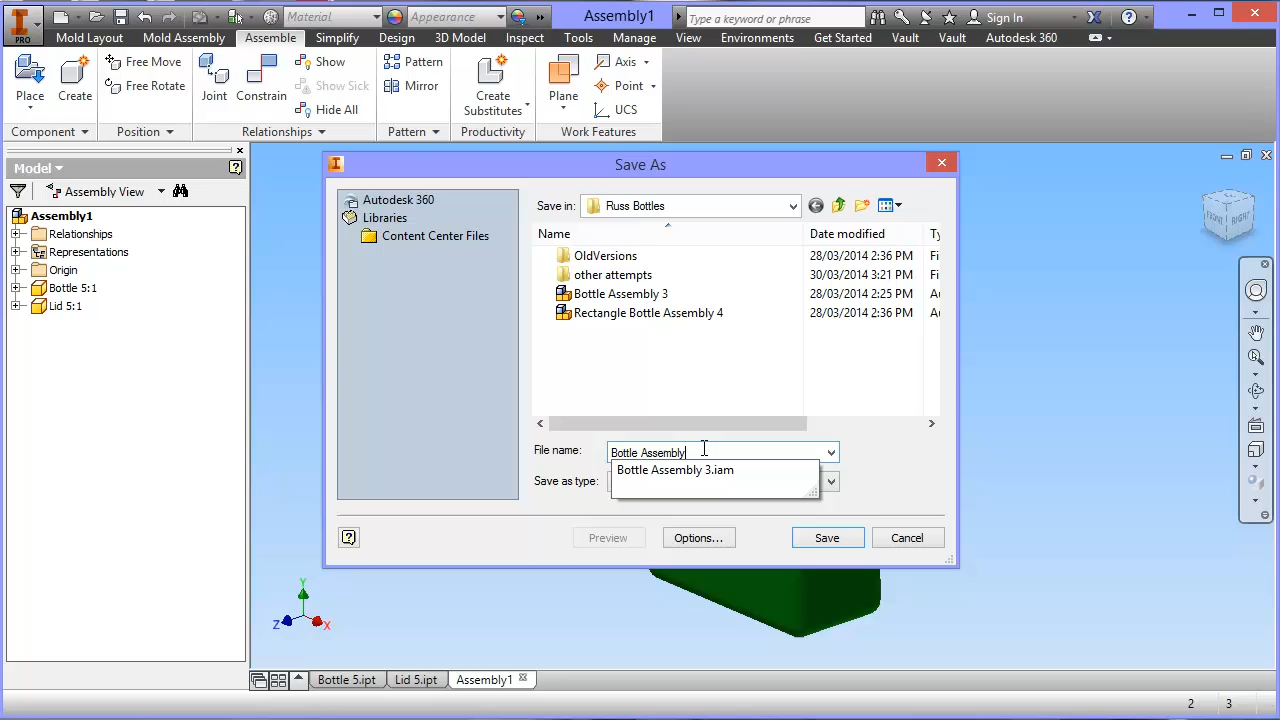 Material
Appearance
Assembly1
Type a keyword or phrase
Sign In
PRO
Mold Layout
Mold Assembly
Assemble
Simplify
Design
3D Model
Inspect
Tools
Manage
View
Environments
Get Started
Vault
Vault
Autodesk 360
Place
Create
Free Move
Free Rotate
Joint
Constrain
Show
Show Sick
Hide All
Pattern
Mirror
Create
Substitutes
Plane
Axis
Point
UCS
Component
Position
Relationships
Pattern
Productivity
Work Features
Model
Assembly View
Assembly1
Relationships
Representations
Origin
Bottle 5:1
Lid 5:1
Save As
Autodesk 360
Libraries
Content Center Files
Save in:
Russ Bottles
Name
Date modified
Ty
OldVersions
28/03/2014 2:36 PM
Fi
other attempts
30/03/2014 3:21 PM
Fi
Bottle Assembly 3
28/03/2014 2:25 PM
Au
Rectangle Bottle Assembly 4
28/03/2014 2:36 PM
Au
File name:
Bottle Assembly
Bottle Assembly 3.iam
Save as type:
Preview
Options...
Save
Cancel
FRONT
RIGHT
Y
Z
X
Bottle 5.ipt
Lid 5.ipt
Assembly1
2
3